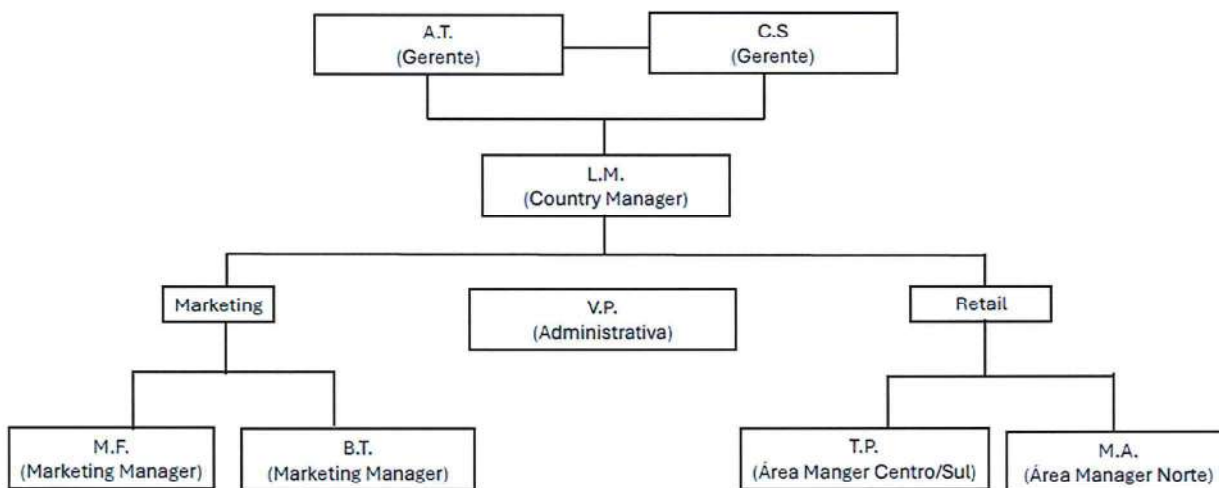 A.T.
(Gerente)
C.S
(Gerente)
L.M.
(Country Manager)
Marketing
V.P.
(Administrativa)
Retail
M.F.
(Marketing Manager)
B.T.
(Marketing Manager)
T.P.
(Área Manger Centro/Sul)
M.A.
(Área Manager Norte)